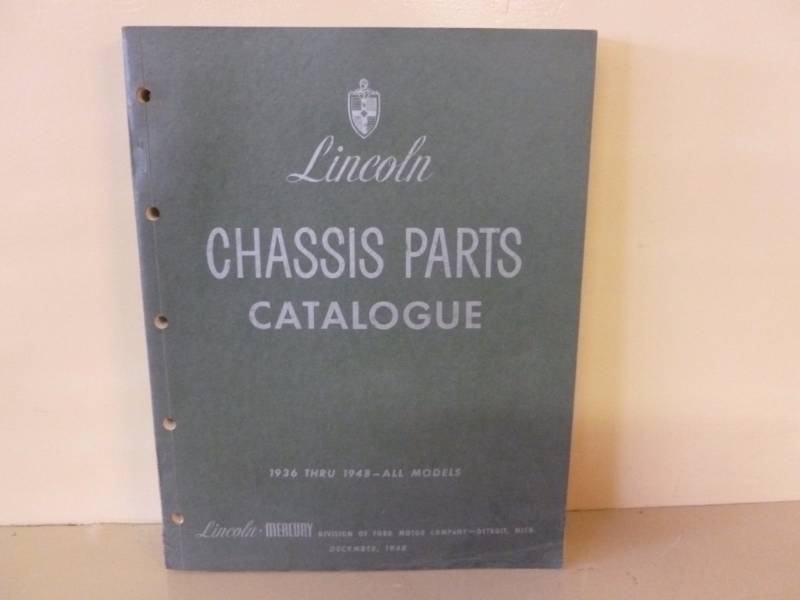 Lincoln
CHASSIS PARTS
CATALOGUE
1936 THRU 1948—ALL MODELS
Lincoln-MERCURY DIVISION OF FORD MOTOR COMPANY—DETROIT, MICH.
DECEMBER, 1948